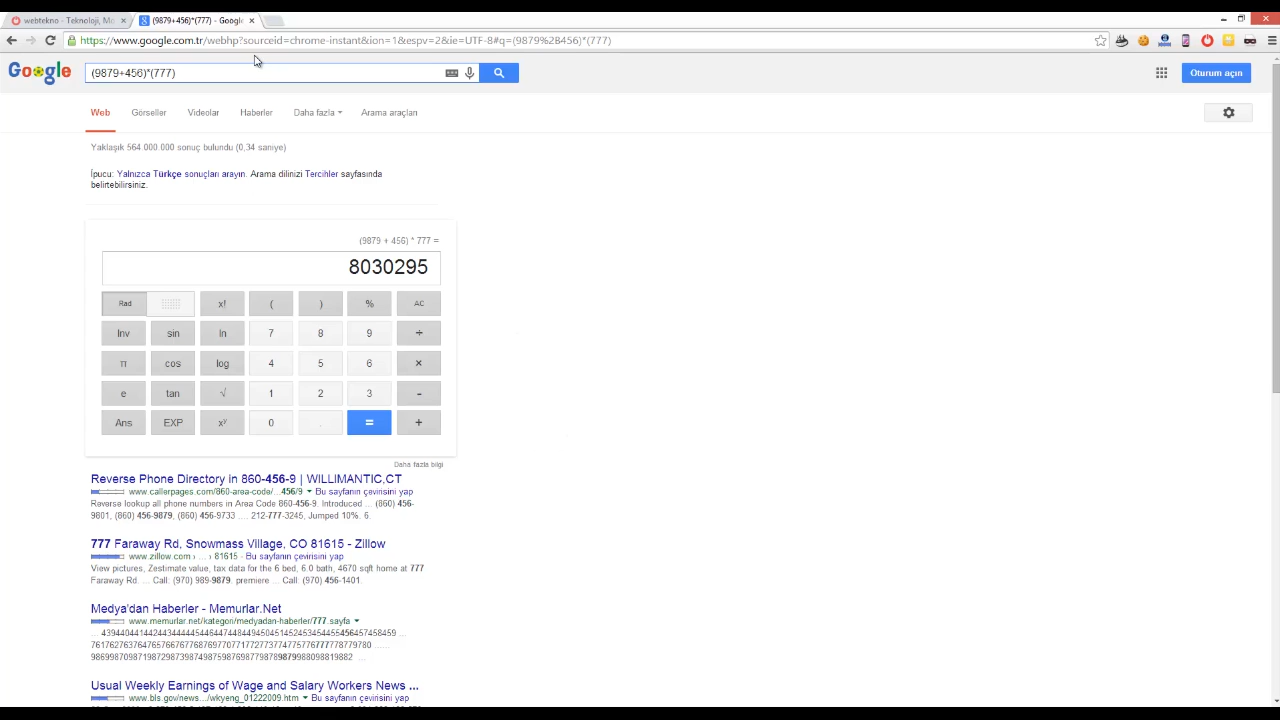 webtekno - Teknoloji, Mo
(9879+456)*(777) - Google
https://www.google.com.tr/webhp?sourceid=chrome-instant&ion=1&espv=2&ie=UTF-8#q=(9879%2B456)*(777)
Google
(9879+456)*(777)
Oturum açın
Web Görseller Videolar Haberler Daha fazla Arama araçları
Yaklaşık 564.000.000 sonuç bulundu (0,34 saniye)
İpucu: Yalnızca Türkçe sonuçları arayın. Arama dilinizi Tercihler sayfasında
belirtebilirsiniz.
(9879 + 456) * 777 =
8030295
Rad x! ( ) % AC
Inv sin ln 7 8 9 ÷
π cos log 4 5 6 ×
e tan √ 1 2 3 -
Ans EXP xʸ 0 . = +
Daha fazla bilgi
Reverse Phone Directory in 860-456-9 | WILLIMANTIC,CT
www.callerpages.com/860-area-code/...456/9 Bu sayfanın çevirisini yap
Reverse lookup all phone numbers in Area Code 860-456-9. Introduced ... (860) 456-
9801, (860) 456-9879, (860) 456-9733 .... 212-777-3245, Jumped 10%. 6.
777 Faraway Rd, Snowmass Village, CO 81615 - Zillow
www.zillow.com › ... › 81615 - Bu sayfanın çevirisini yap
View pictures, Zestimate value, tax data for the 6 bed, 6.0 bath, 4670 sqft home at 777
Faraway Rd. ... Call: (970) 989-9879. premiere ... Call: (970) 456-1401.
Medya'dan Haberler - Memurlar.Net
www.memurlar.net/kategori/medyadan-haberler/777.sayfa
Usual Weekly Earnings of Wage and Salary Workers News ...
www.bls.gov/news.../wkyeng_01222009.htm Bu sayfanın çevirisini yap